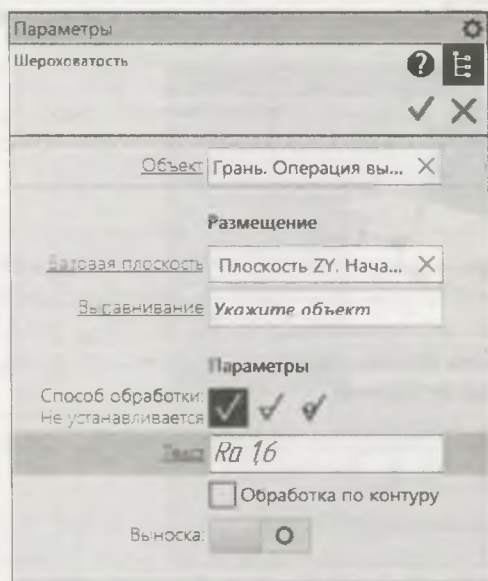 Параметры
Шероховатость
Объект Грань. Операция вы...
Размещение
Базовая плоскость Плоскость ZY. Нача...
Выравнивание Укажите объект
Параметры
Способ обработки:
Не устанавливается
Текст Ra 1,6
Обработка по контуру
Выноска: